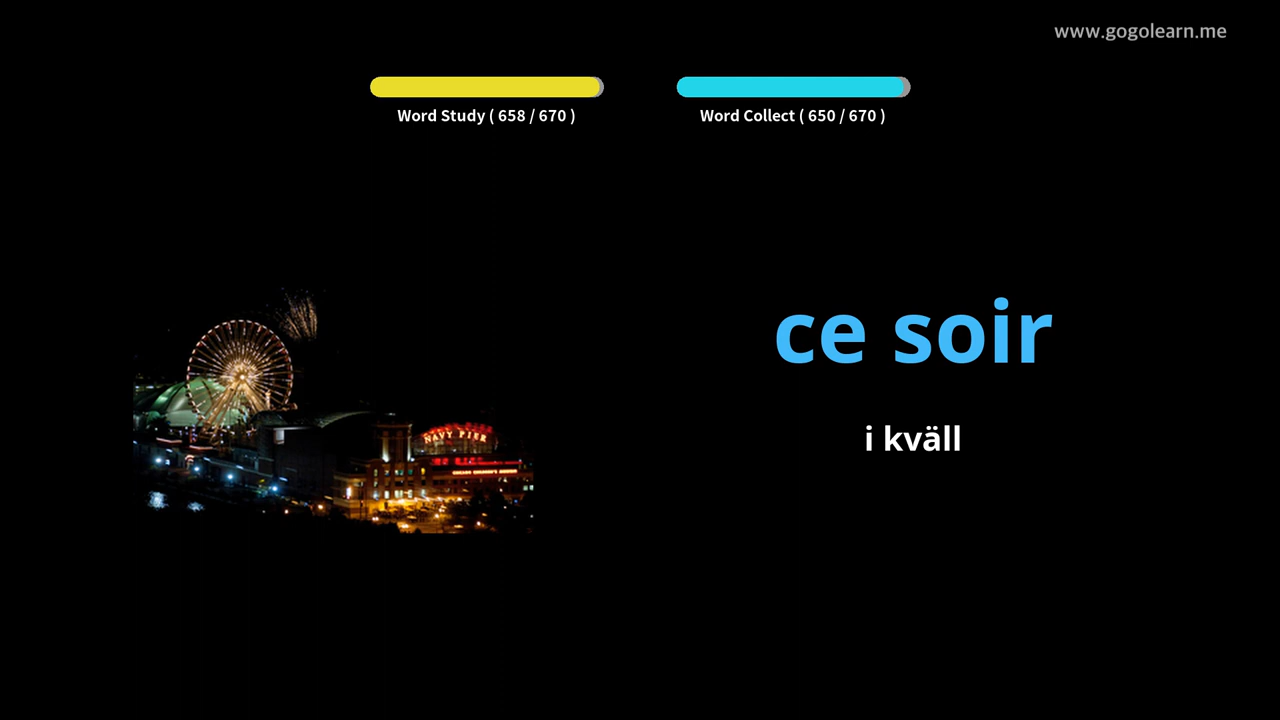 www.gogolearn.me
Word Study ( 658 / 670 )
Word Collect ( 650 / 670 )
ce soir
i kväll
NAVY PIER